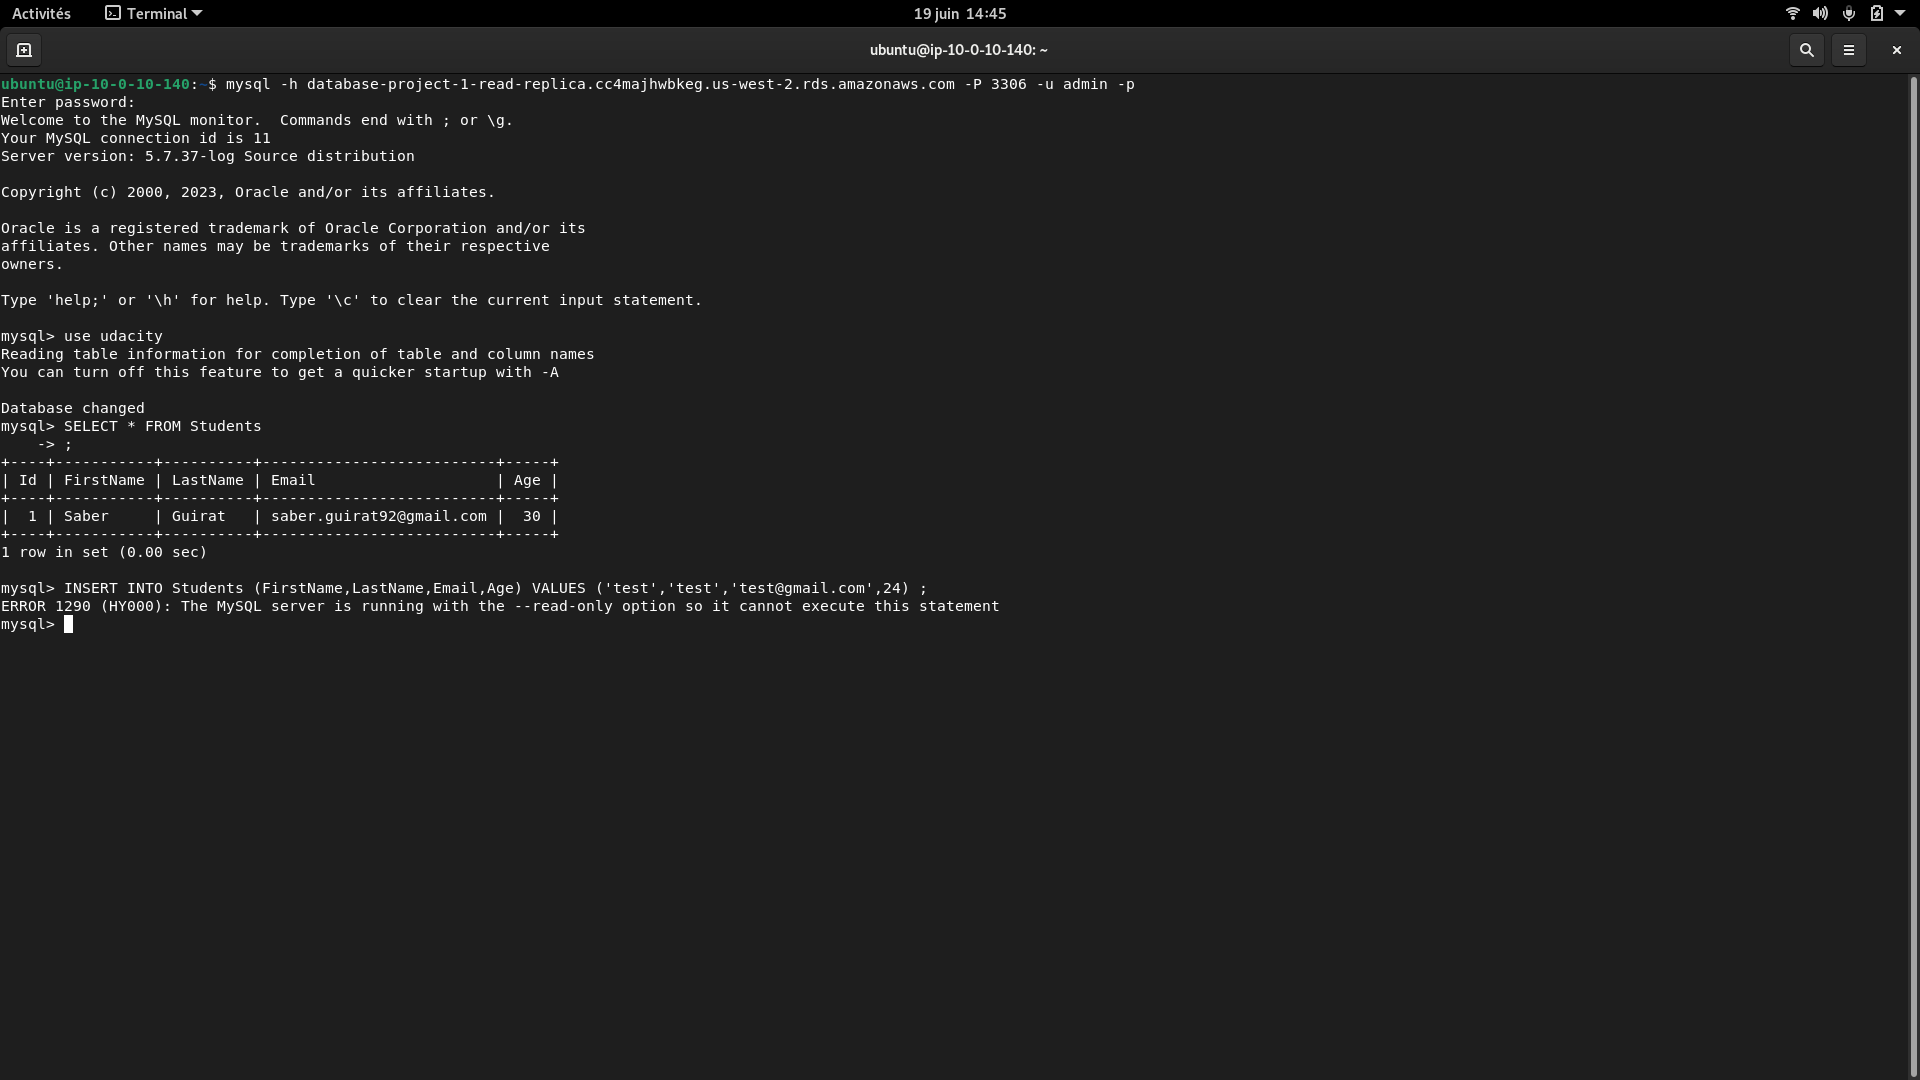 Activités Terminal 19 juin 14:45
ubuntu@ip-10-0-10-140: ~
ubuntu@ip-10-0-10-140:~$ mysql -h database-project-1-read-replica.cc4majhwbkeg.us-west-2.rds.amazonaws.com -P 3306 -u admin -p
Enter password:
Welcome to the MySQL monitor.  Commands end with ; or \g.
Your MySQL connection id is 11
Server version: 5.7.37-log Source distribution

Copyright (c) 2000, 2023, Oracle and/or its affiliates.

Oracle is a registered trademark of Oracle Corporation and/or its
affiliates. Other names may be trademarks of their respective
owners.

Type 'help;' or '\h' for help. Type '\c' to clear the current input statement.

mysql> use udacity
Reading table information for completion of table and column names
You can turn off this feature to get a quicker startup with -A

Database changed
mysql> SELECT * FROM Students
    -> ;
+----+-----------+----------+-------------------------+-----+
| Id | FirstName | LastName | Email                   | Age |
+----+-----------+----------+-------------------------+-----+
|  1 | Saber     | Guirat   | saber.guirat92@gmail.com |  30 |
+----+-----------+----------+-------------------------+-----+
1 row in set (0.00 sec)

mysql> INSERT INTO Students (FirstName,LastName,Email,Age) VALUES ('test','test','test@gmail.com',24) ;
ERROR 1290 (HY000): The MySQL server is running with the --read-only option so it cannot execute this statement
mysql>